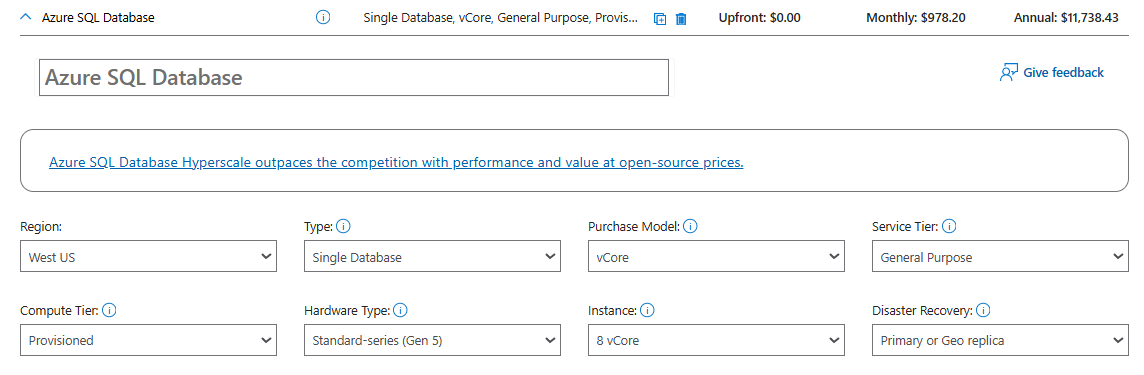 Azure SQL Database Single Database, vCore, General Purpose, Provis... Upfront: $0.00 Monthly: $978.20 Annual: $11,738.43
Azure SQL Database Give feedback
Azure SQL Database Hyperscale outpaces the competition with performance and value at open-source prices.
Region: Type: Purchase Model: Service Tier:
West US Single Database vCore General Purpose
Compute Tier: Hardware Type: Instance: Disaster Recovery:
Provisioned Standard-series (Gen 5) 8 vCore Primary or Geo replica